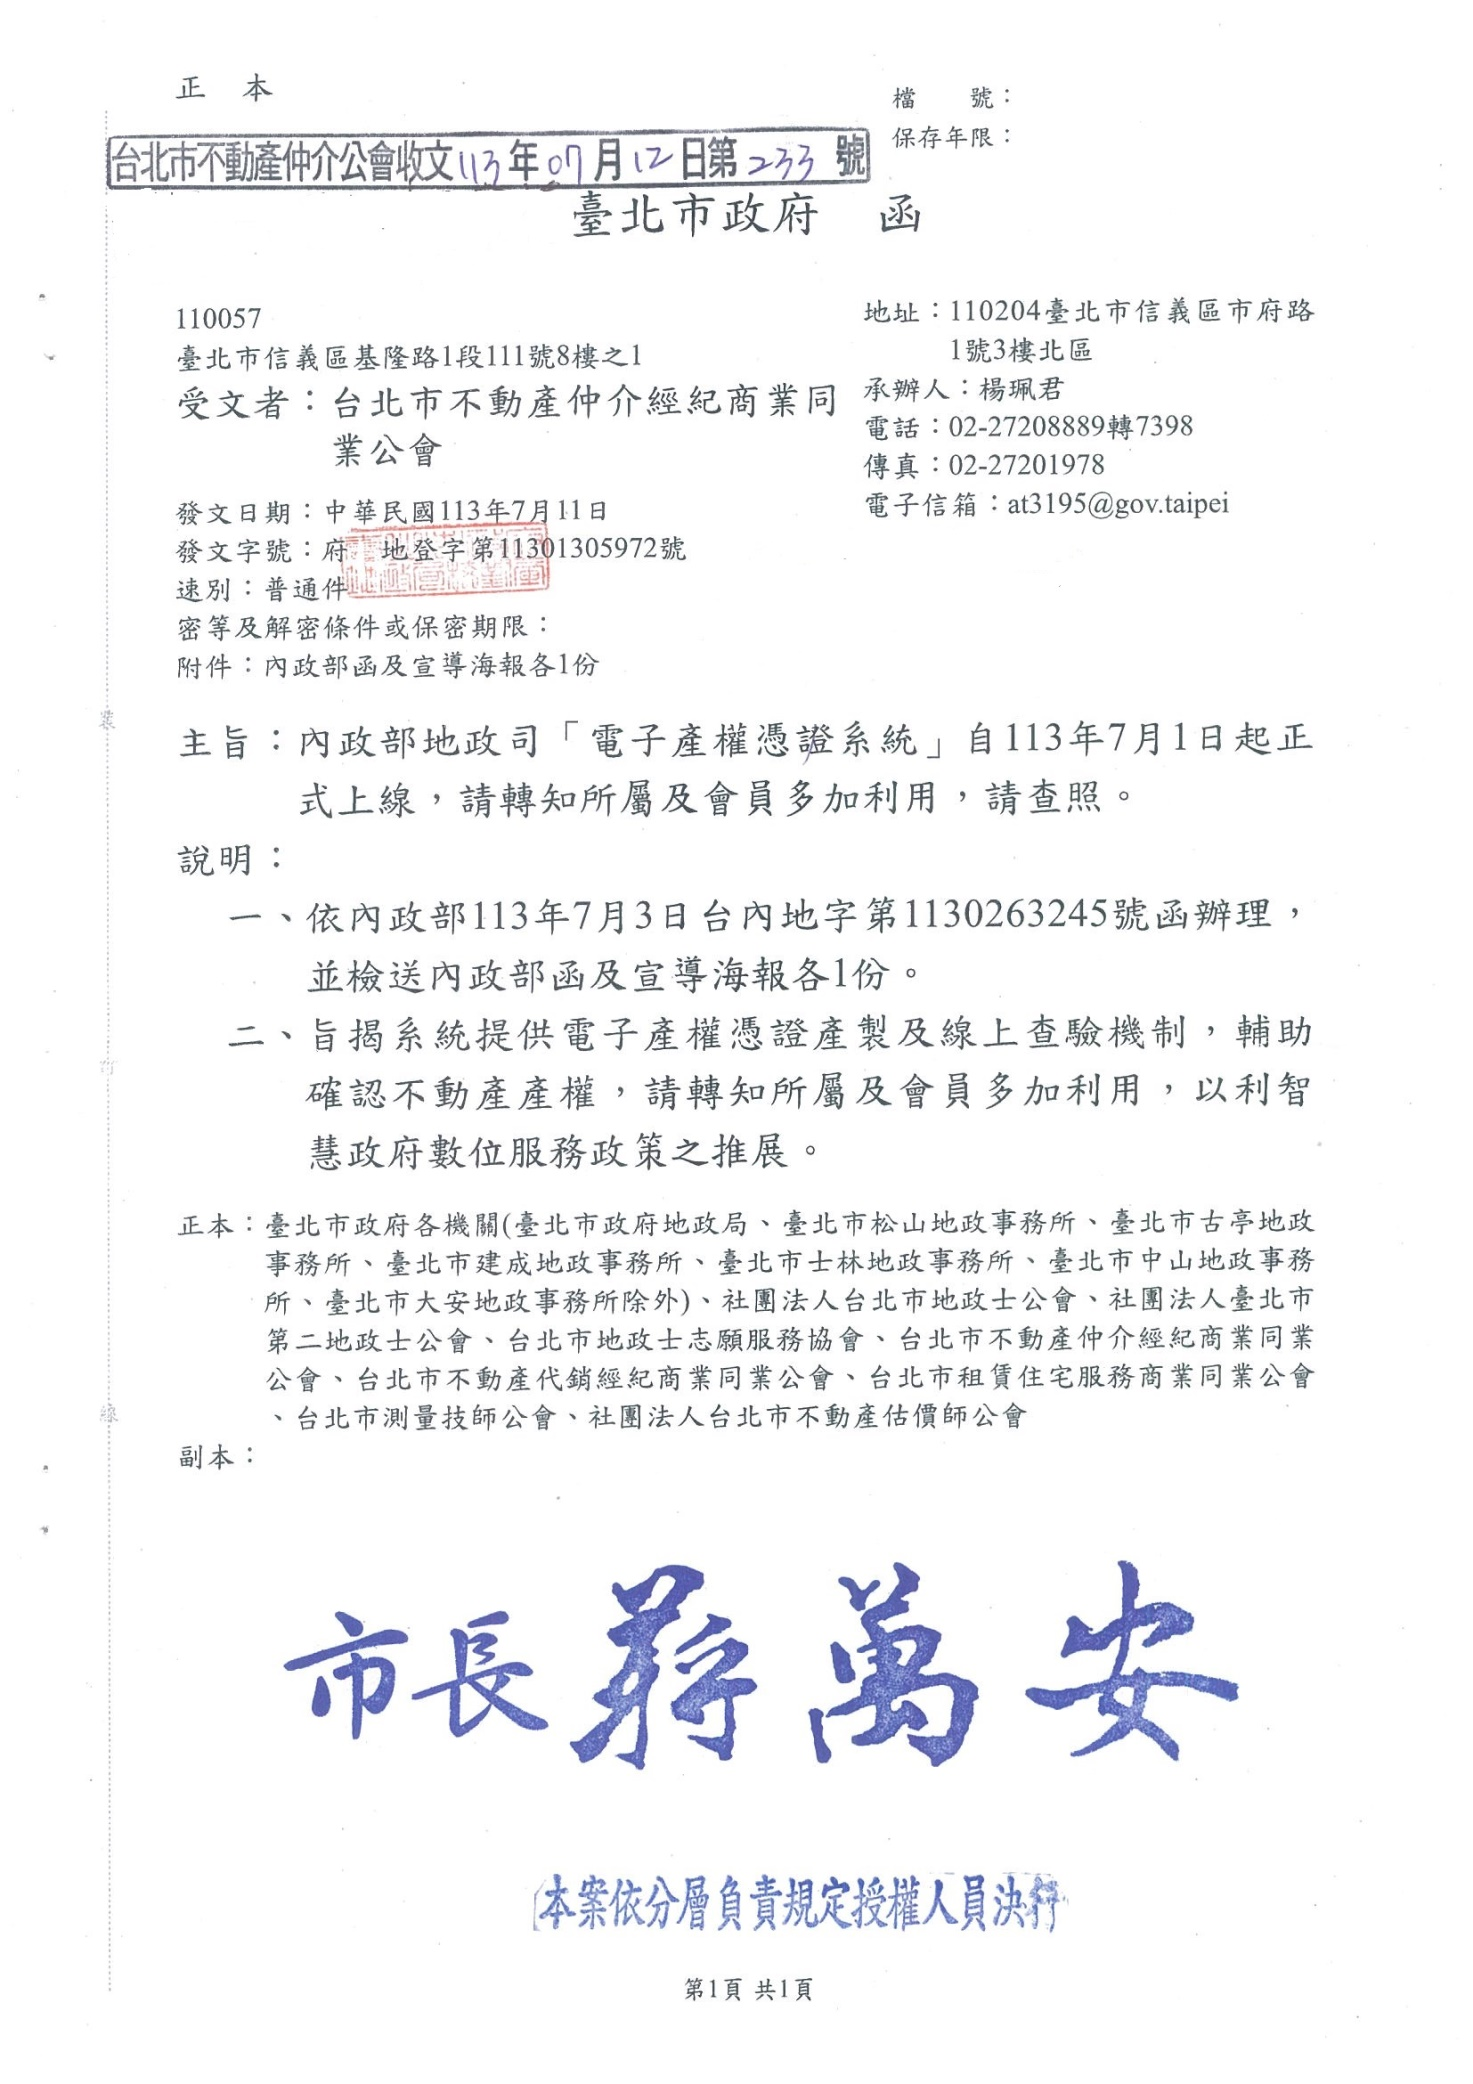 正　本
檔　　號：
保存年限：
台北市不動產仲介公會收文113年07月12日第233號
臺北市政府　函
110057
臺北市信義區基隆路1段111號8樓之1
受文者：台北市不動產仲介經紀商業同
業公會
地址：110204臺北市信義區市府路
1號3樓北區
承辦人：楊珮君
電話：02-27208889轉7398
傳真：02-27201978
電子信箱：at3195@gov.taipei
發文日期：中華民國113年7月11日
發文字號：府　地登字第11301305972號
速別：普通件
密等及解密條件或保密期限：
附件：內政部函及宣導海報各1份
主旨：內政部地政司「電子產權憑證系統」自113年7月1日起正
式上線，請轉知所屬及會員多加利用，請查照。
說明：
一、依內政部113年7月3日台內地字第1130263245號函辦理，
並檢送內政部函及宣導海報各1份。
二、旨揭系統提供電子產權憑證產製及線上查驗機制，輔助
確認不動產產權，請轉知所屬及會員多加利用，以利智
慧政府數位服務政策之推展。
正本：臺北市政府各機關(臺北市政府地政局、臺北市松山地政事務所、臺北市古亭地政
事務所、臺北市建成地政事務所、臺北市士林地政事務所、臺北市中山地政事務
所、臺北市大安地政事務所除外)、社團法人台北市地政士公會、社團法人臺北市
第二地政士公會、台北市地政士志願服務協會、台北市不動產仲介經紀商業同業
公會、台北市不動產代銷經紀商業同業公會、台北市租賃住宅服務商業同業公會
、台北市測量技師公會、社團法人台北市不動產估價師公會
副本：
裝
訂
線
市長蔣萬安
本案依分層負責規定授權人員決行
第1頁 共1頁